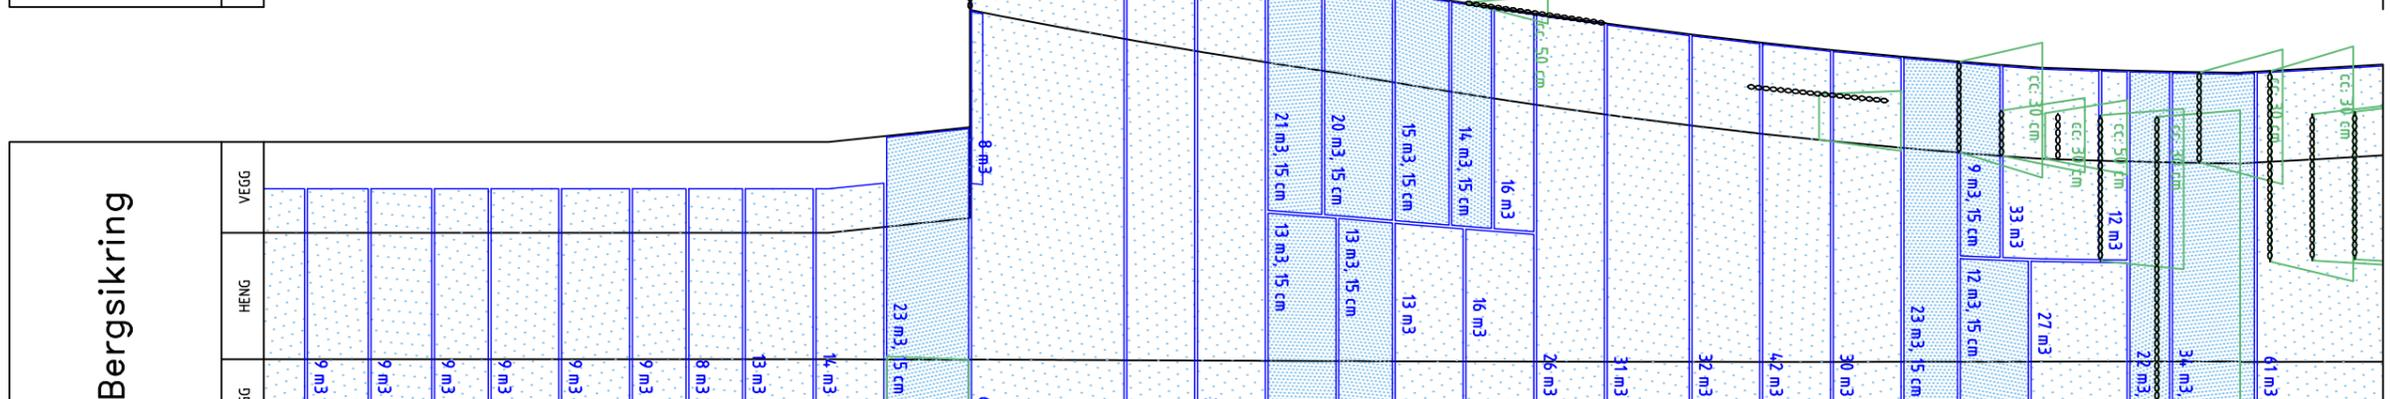 Bergsikring
VEGG
HENG
9 m3
9 m3
9 m3
9 m3
9 m3
9 m3
8 m3
13 m3
14 m3
23 m3, 15 cm
8 m3
21 m3, 15 cm
13 m3, 15 cm
20 m3, 15 cm
13 m3, 15 cm
15 m3, 15 cm
13 m3
14 m3, 15 cm
16 m3
16 m3
cc: 50 cm
26 m3
31 m3
32 m3
42 m3
30 m3
23 m3, 15 cm
9 m3, 15 cm
12 m3, 15 cm
33 m3
27 m3
cc: 30 cm
cc: 30 cm
cc: 50 cm
12 m3
22 m3,
34 m3,
61 m3
cc: 30 cm
cc: 30 cm